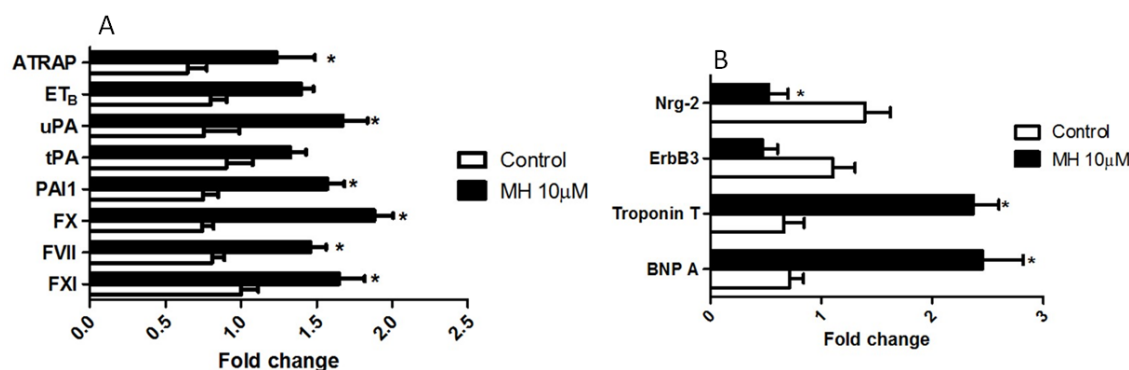 A
ATRAP
*
ETB
uPA
*
tPA
PAI1
*
FX
*
FVII
*
FXI
*
0.0
0.5
1.0
1.5
2.0
2.5
Fold change
Control
MH 10μM
B
Nrg-2
*
ErbB3
Troponin T
*
BNP A
*
0
1
2
3
Fold change
Control
MH 10μM